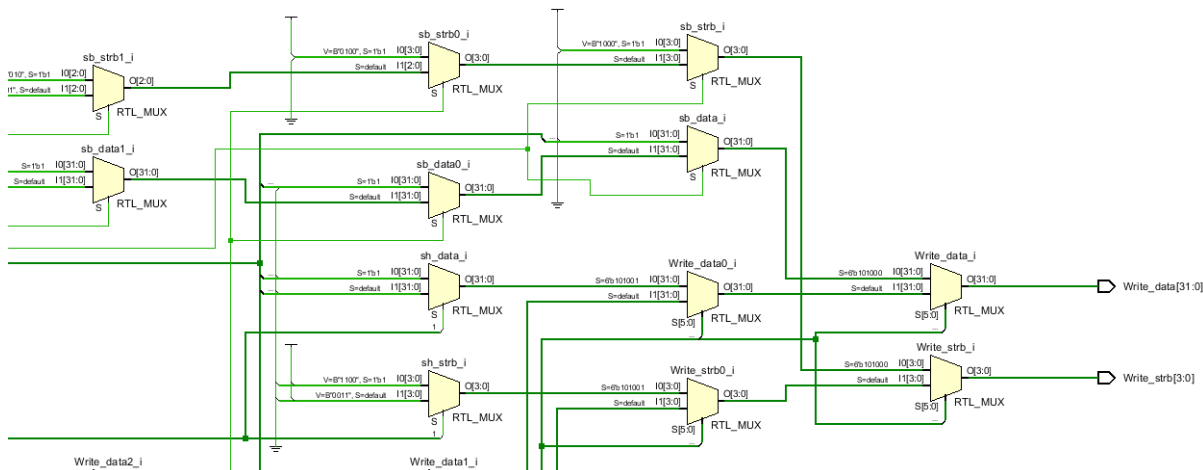 sb_strb1_i
I0[2:0]
S=default I1[2:0]
O[2:0]
S
RTL_MUX
sb_strb0_i
V=B"0100", S=1'b1 I0[3:0]
S=default I1[2:0]
O[3:0]
S
RTL_MUX
sb_strb_i
V=B"1000", S=1'b1 I0[3:0]
S=default I1[3:0]
O[3:0]
S
RTL_MUX
sb_data1_i
S=1'b1 I0[31:0]
S=default I1[31:0]
O[31:0]
S
RTL_MUX
sb_data0_i
S=1'b1 I0[31:0]
S=default I1[31:0]
O[31:0]
S
RTL_MUX
sb_data_i
S=1'b1 I0[31:0]
S=default I1[31:0]
O[31:0]
S
RTL_MUX
sh_data_i
S=1'b1 I0[31:0]
S=default I1[31:0]
O[31:0]
S
RTL_MUX
1
Write_data0_i
S=6'b101001 I0[31:0]
S=default I1[31:0]
O[31:0]
S[5:0]
RTL_MUX
Write_data_i
S=6'b101000 I0[31:0]
S=default I1[31:0]
O[31:0]
S[5:0]
RTL_MUX
Write_data[31:0]
sh_strb_i
V=B"1100", S=1'b1 I0[3:0]
V=B"0011", S=default I1[3:0]
O[3:0]
S
RTL_MUX
1
Write_strb0_i
S=6'b101001 I0[3:0]
S=default I1[3:0]
O[3:0]
S[5:0]
RTL_MUX
Write_strb_i
S=6'b101000 I0[3:0]
S=default I1[3:0]
O[3:0]
S[5:0]
RTL_MUX
Write_strb[3:0]
Write_data2_i
Write_data1_i